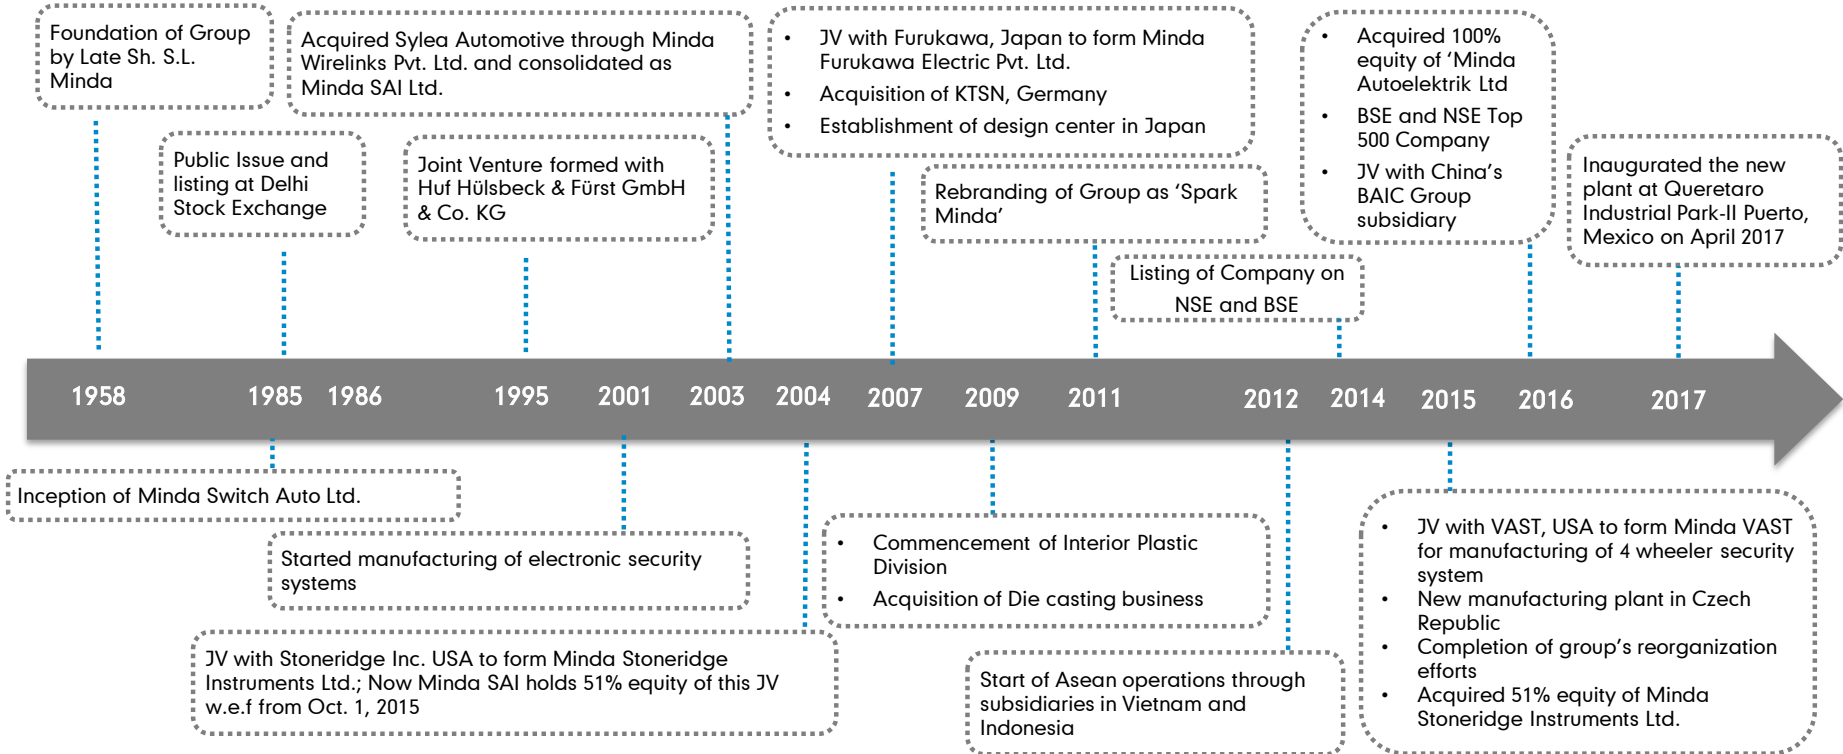 Foundation of Group
by Late Sh. S.L.
Minda
Acquired Sylea Automotive through Minda
Wirelinks Pvt. Ltd. and consolidated as
Minda SAI Ltd.
• JV with Furukawa, Japan to form Minda
Furukawa Electric Pvt. Ltd.
• Acquisition of KTSN, Germany
• Establishment of design center in Japan
• Acquired 100%
equity of ‘Minda
Autoelektrik Ltd
• BSE and NSE Top
500 Company
• JV with China’s
BAIC Group
subsidiary
Public Issue and
listing at Delhi
Stock Exchange
Joint Venture formed with
Huf Hülsbeck & Fürst GmbH
& Co. KG
Rebranding of Group as ‘Spark
Minda’
Inaugurated the new
plant at Queretaro
Industrial Park-II Puerto,
Mexico on April 2017
Listing of Company on
NSE and BSE
1958 1985 1986 1995 2001 2003 2004 2007 2009 2011 2012 2014 2015 2016 2017
Inception of Minda Switch Auto Ltd.
Started manufacturing of electronic security
systems
JV with Stoneridge Inc. USA to form Minda Stoneridge
Instruments Ltd.; Now Minda SAI holds 51% equity of this JV
w.e.f from Oct. 1, 2015
• Commencement of Interior Plastic
Division
• Acquisition of Die casting business
Start of Asean operations through
subsidiaries in Vietnam and
Indonesia
• JV with VAST, USA to form Minda VAST
for manufacturing of 4 wheeler security
system
• New manufacturing plant in Czech
Republic
• Completion of group’s reorganization
efforts
• Acquired 51% equity of Minda
Stoneridge Instruments Ltd.